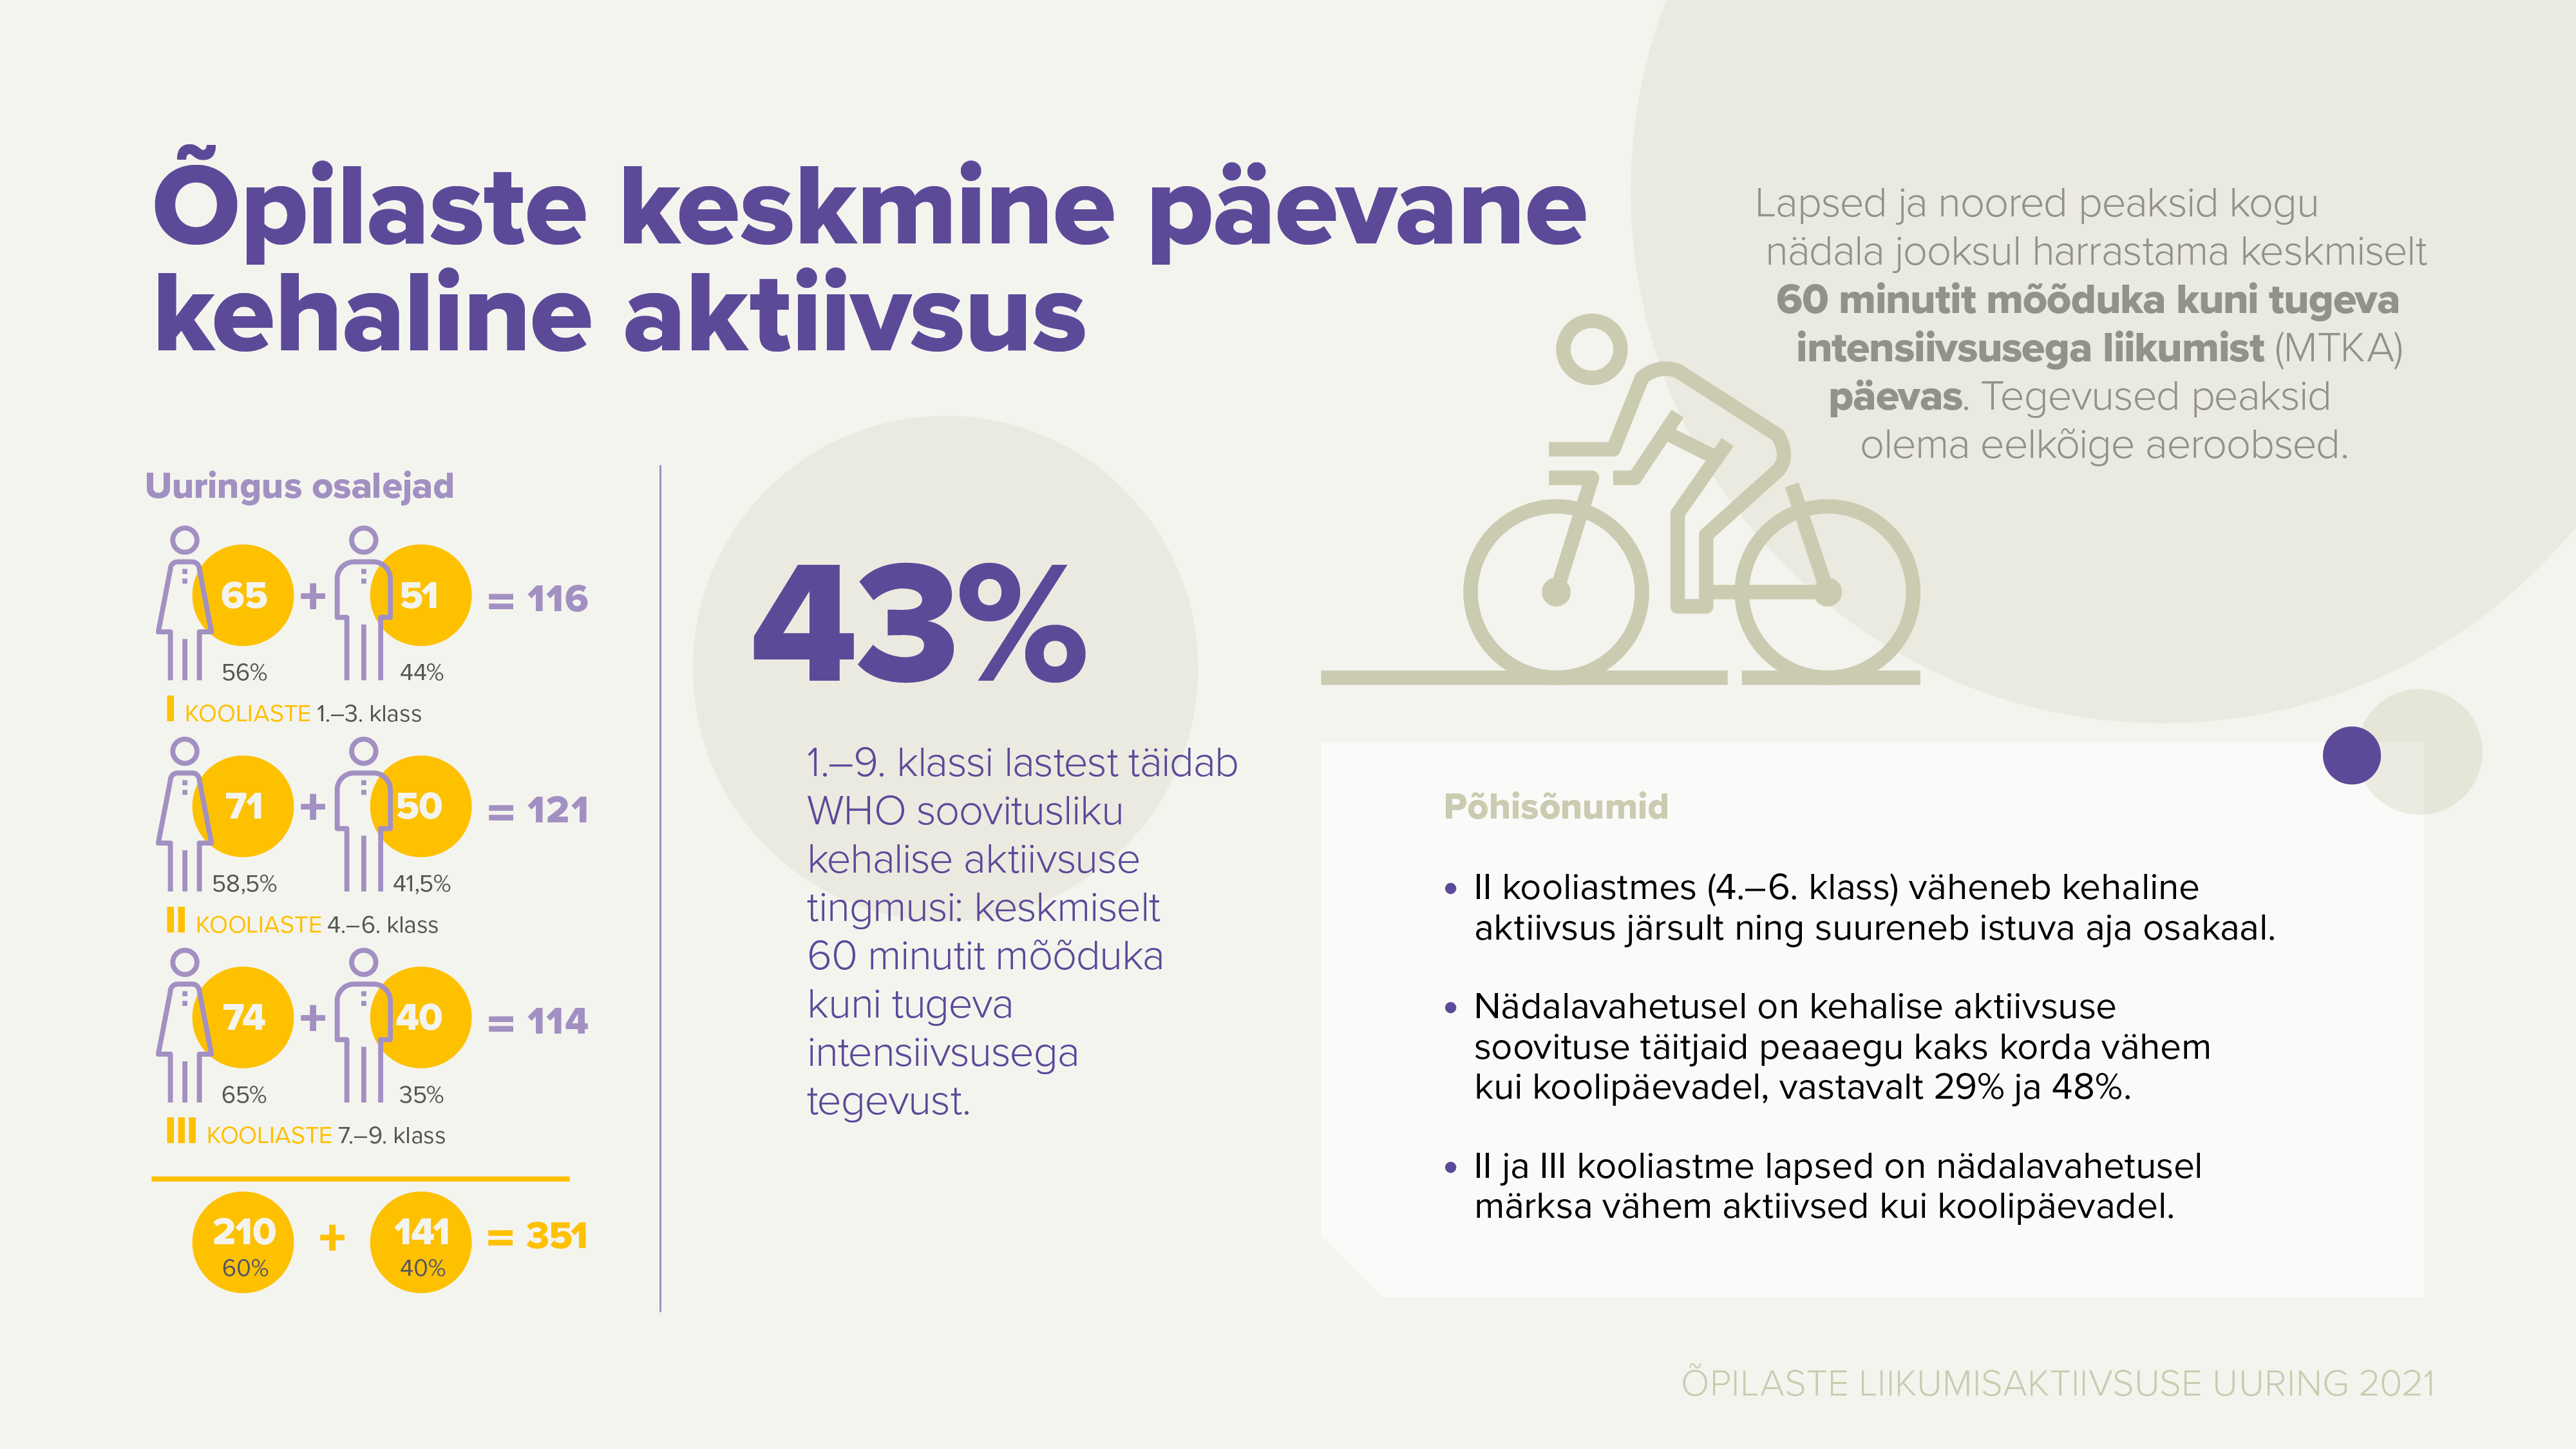 Õpilaste keskmine päevane
kehaline aktiivsus
Lapsed ja noored peaksid kogu
nädala jooksul harrastama keskmiselt
60 minutit mõõduka kuni tugeva
intensiivsusega liikumist (MTKA)
päevas. Tegevused peaksid
olema eelkõige aeroobsed.
Uuringus osalejad
65 + 51 = 116
56% 44%
I KOOLIASTE 1.–3. klass
71 + 50 = 121
58,5% 41,5%
II KOOLIASTE 4.–6. klass
74 + 40 = 114
65% 35%
III KOOLIASTE 7.–9. klass
210 + 141 = 351
60% 40%
43%
1.–9. klassi lastest täidab
WHO soovitusliku
kehalise aktiivsuse
tingmusi: keskmiselt
60 minutit mõõduka
kuni tugeva
intensiivsusega
tegevust.
Põhisõnumid
• II kooliastmes (4.–6. klass) väheneb kehaline
aktiivsus järsult ning suureneb istuva aja osakaal.
• Nädalavahetusel on kehalise aktiivsuse
soovituse täitjaid peaaegu kaks korda vähem
kui koolipäevadel, vastavalt 29% ja 48%.
• II ja III kooliastme lapsed on nädalavahetusel
märksa vähem aktiivsed kui koolipäevadel.
ÕPILASTE LIIKUMISAKTIIVSUSE UURING 2021